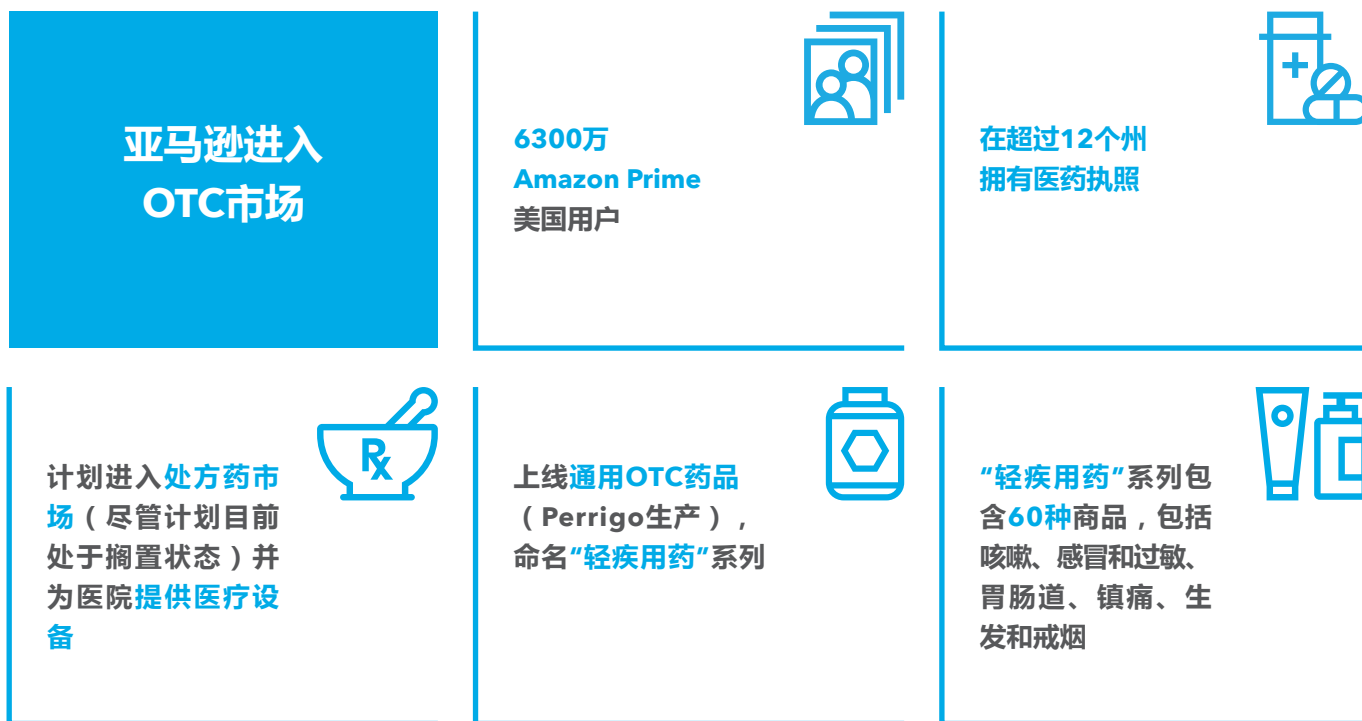 亚马逊进入
OTC市场
6300万
Amazon Prime
美国用户
在超过12个州
拥有医药执照
计划进入处方药市
场（尽管计划目前
处于搁置状态）并
为医院提供医疗设
备
Rx
上线通用OTC药品
（Perrigo生产），
命名“轻疾用药”系列
“轻疾用药”系列包
含60种商品，包括
咳嗽、感冒和过敏、
胃肠道、镇痛、生
发和戒烟